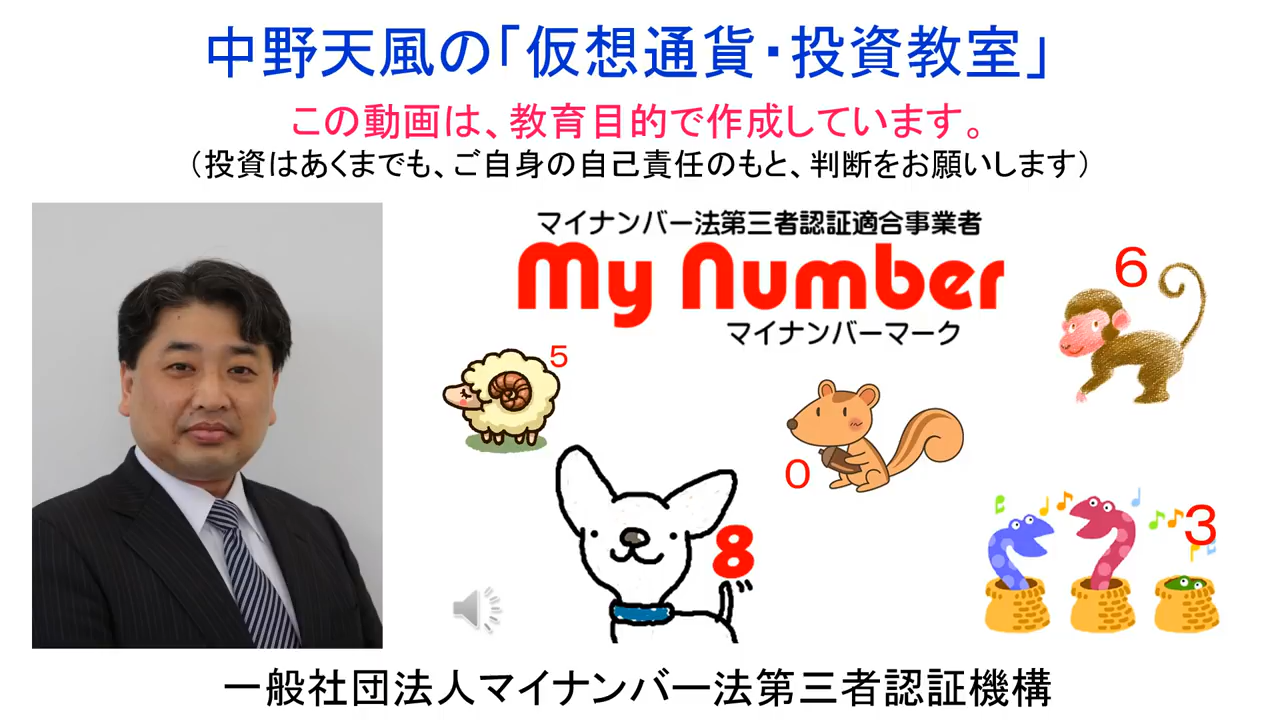 中野天風の「仮想通貨・投資教室」
この動画は、教育目的で作成しています。
（投資はあくまでも、ご自身の自己責任のもと、判断をお願いします）
マイナンバー法第三者認証適合事業者
My Number
マイナンバーマーク
6
5
0
8
3
一般社団法人マイナンバー法第三者認証機構